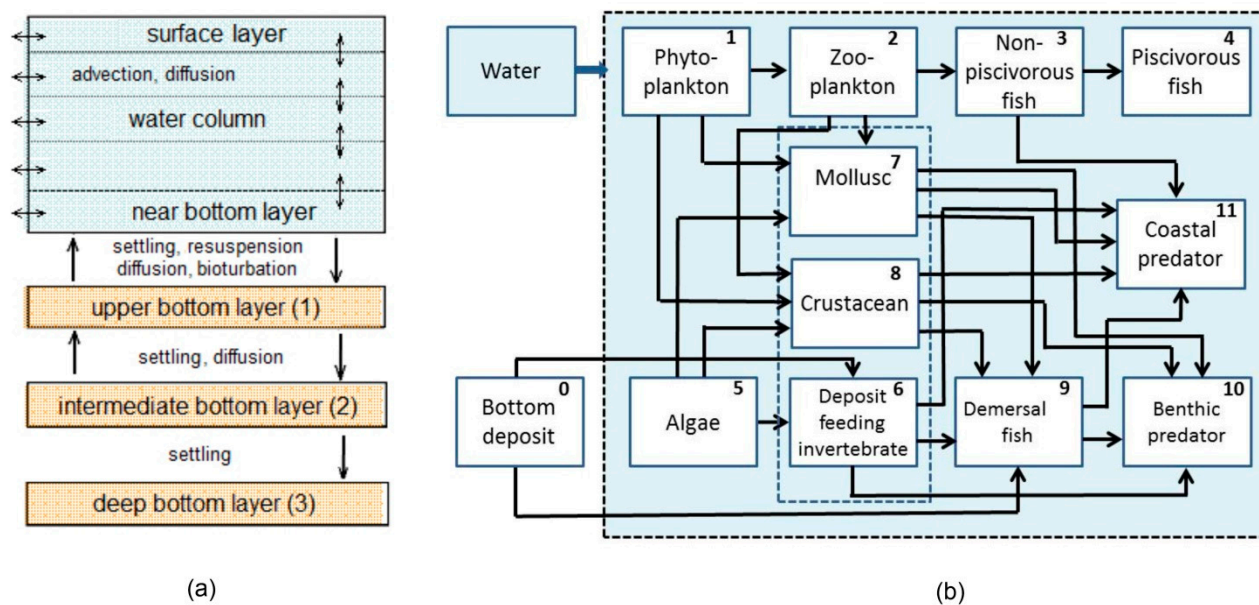 surface layer
advection, diffusion
water column
near bottom layer
settling, resuspension
diffusion, bioturbation
upper bottom layer (1)
settling, diffusion
intermediate bottom layer (2)
settling
deep bottom layer (3)
(a)
Water
1
Phyto-
plankton
2
Zoo-
plankton
3
Non-
piscivorous
fish
4
Piscivorous
fish
7
Mollusc
11
Coastal
predator
8
Crustacean
0
Bottom
deposit
5
Algae
6
Deposit
feeding
invertebrate
9
Demersal
fish
10
Benthic
predator
(b)